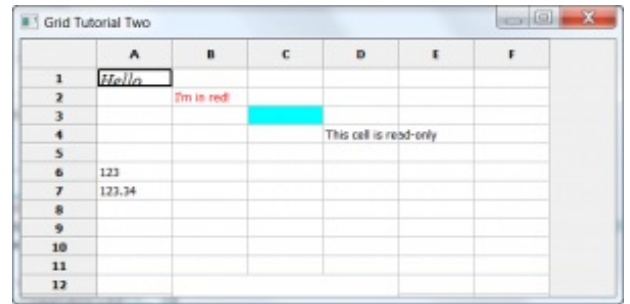 Grid Tutorial Two
A B C D E F
1 Hello
2 I'm in red!
3
4 This cell is read-only
5
6 123
7 123.34
8
9
10
11
12